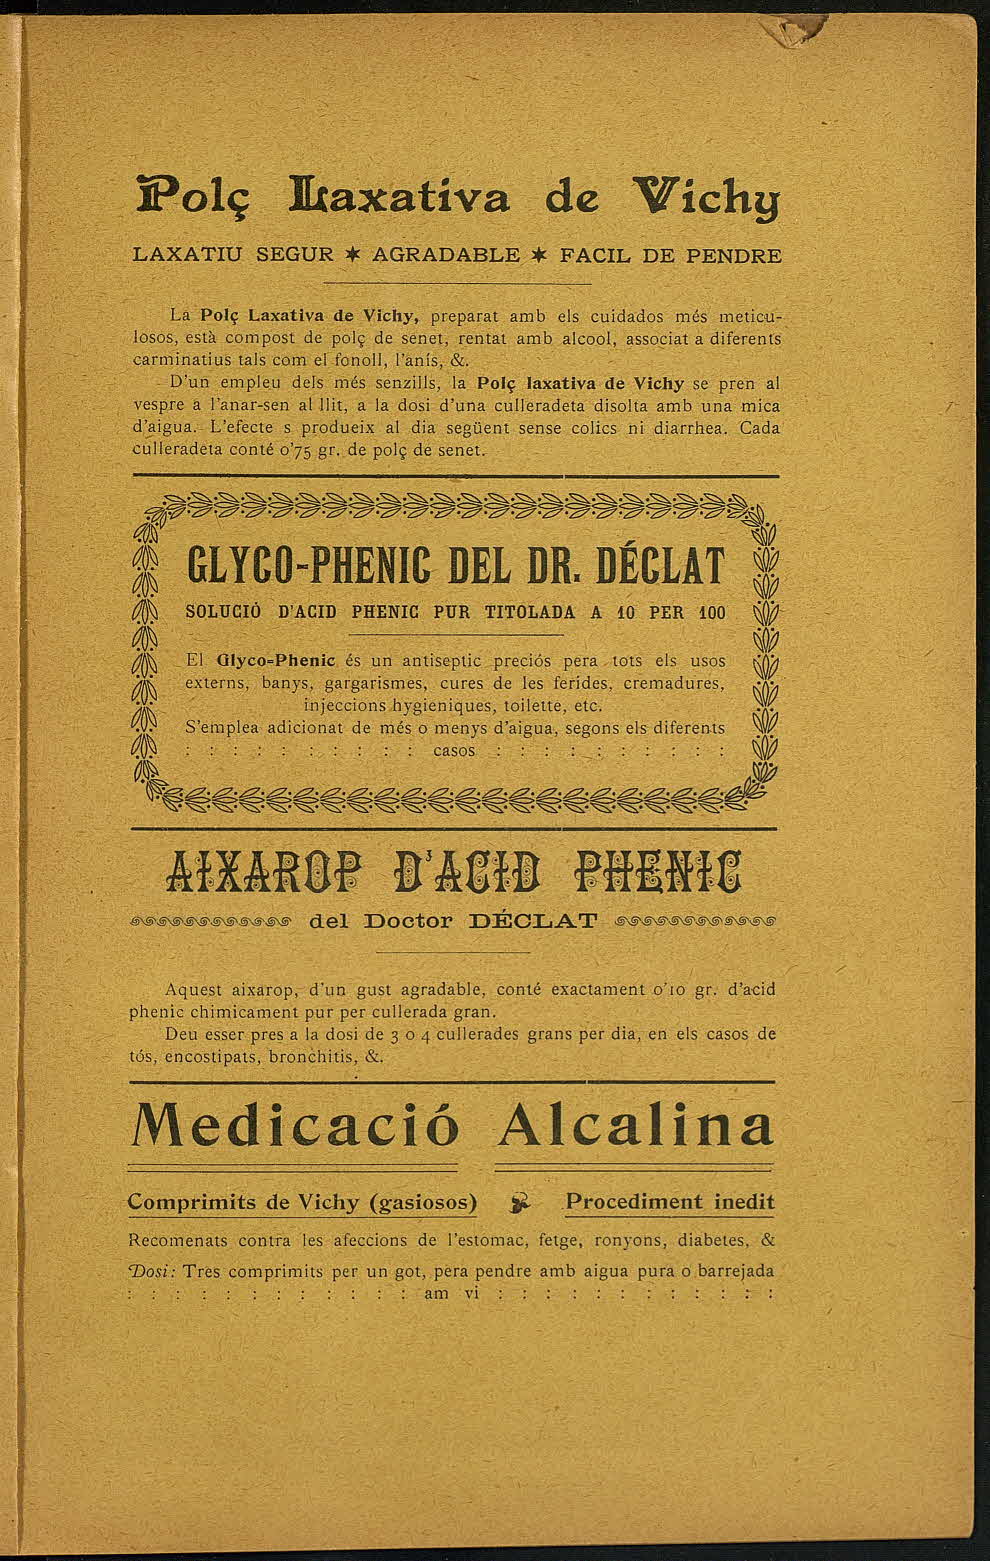 Polç Laxativa de Vichy
LAXATIU SEGUR ✶ AGRADABLE ✶ FACIL DE PENDRE
La Polç Laxativa de Vichy, preparat amb els cuidados més meticu-
losos, està compost de polç de senet, rentat amb alcool, associat a diferents
carminatius tals com el fonoll, l'anís, &.
D'un empleu dels més senzills, la Polç laxativa de Vichy se pren al
vespre a l'anar-sen al llit, a la dosi d'una culleradeta disolta amb una mica
d'aigua. L'efecte s produeix al dia següent sense colics ni diarrhea. Cada
culleradeta conté o'75 gr. de polç de senet.
GLYCO-PHENIC DEL DR. DÉCLAT
SOLUCIÓ D'ACID PHENIC PUR TITOLADA A 10 PER 100
El Glyco-Phenic és un antiseptic preciós pera tots els usos
externs, banys, gargarismes, cures de les ferides, cremadures,
injeccions hygieniques, toilette, etc.
S'emplea adicionat de més o menys d'aigua, segons els diferents
: : : : : : : : : : casos : : : : : : : : : :
AIXAROP D'ACID PHENIC
del Doctor DÉCLAT
Aquest aixarop, d'un gust agradable, conté exactament o'10 gr. d'acid
phenic chimicament pur per cullerada gran.
Deu esser pres a la dosi de 3 o 4 cullerades grans per dia, en els casos de
tós, encostipats, bronchitis, &.
Medicació Alcalina
Comprimits de Vichy (gasiosos) Procediment inedit
Recomenats contra les afeccions de l'estomac, fetge, ronyons, diabetes, &
Dosi: Tres comprimits per un got, pera pendre amb aigua pura o barrejada
: : : : : : : : : : : : am vi : : : : : : : : : : : :